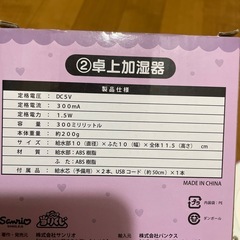 ②卓上加湿器
製品仕様
定格電圧：DC5V
定格電流：300mA
定格電力：1.5W
容量：300ミリリットル
重量：約200g
サイズ：給水部10（直径）×ふた10（幅）×全体11.5（高さ）cm
材質：給水部：ABS樹脂
ふた：ABS樹脂
付属品：給水芯（予備用）×2本、USBコード（約50cm）×1本
MADE IN CHINA
Sanrio
株式会社サンリオ
株式会社バンクス
プラ
PE